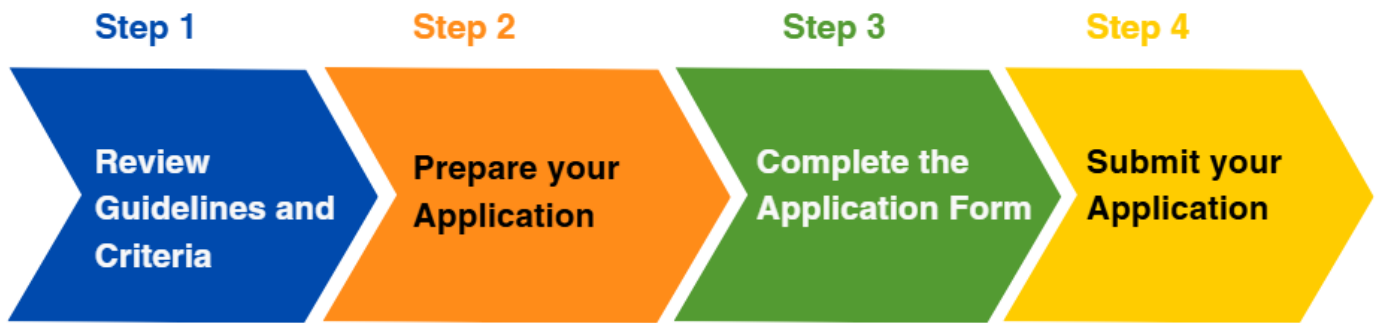 Step 1
Review
Guidelines and
Criteria
Step 2
Prepare your
Application
Step 3
Complete the
Application Form
Step 4
Submit your
Application